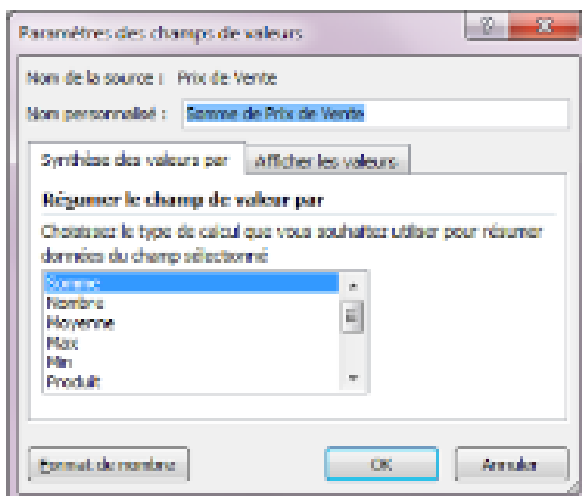 Paramètres des champs de valeurs
Nom de la source : Prix de Vente
Nom personnalisé : Somme de Prix de Vente
Synthèse des valeurs par Afficher les valeurs
Résumer le champ de valeur par
Choisissez le type de calcul que vous souhaitez utiliser pour résumer
données du champ sélectionné
Somme
Nombre
Moyenne
Max
Min
Produit
Format de nombre OK Annuler